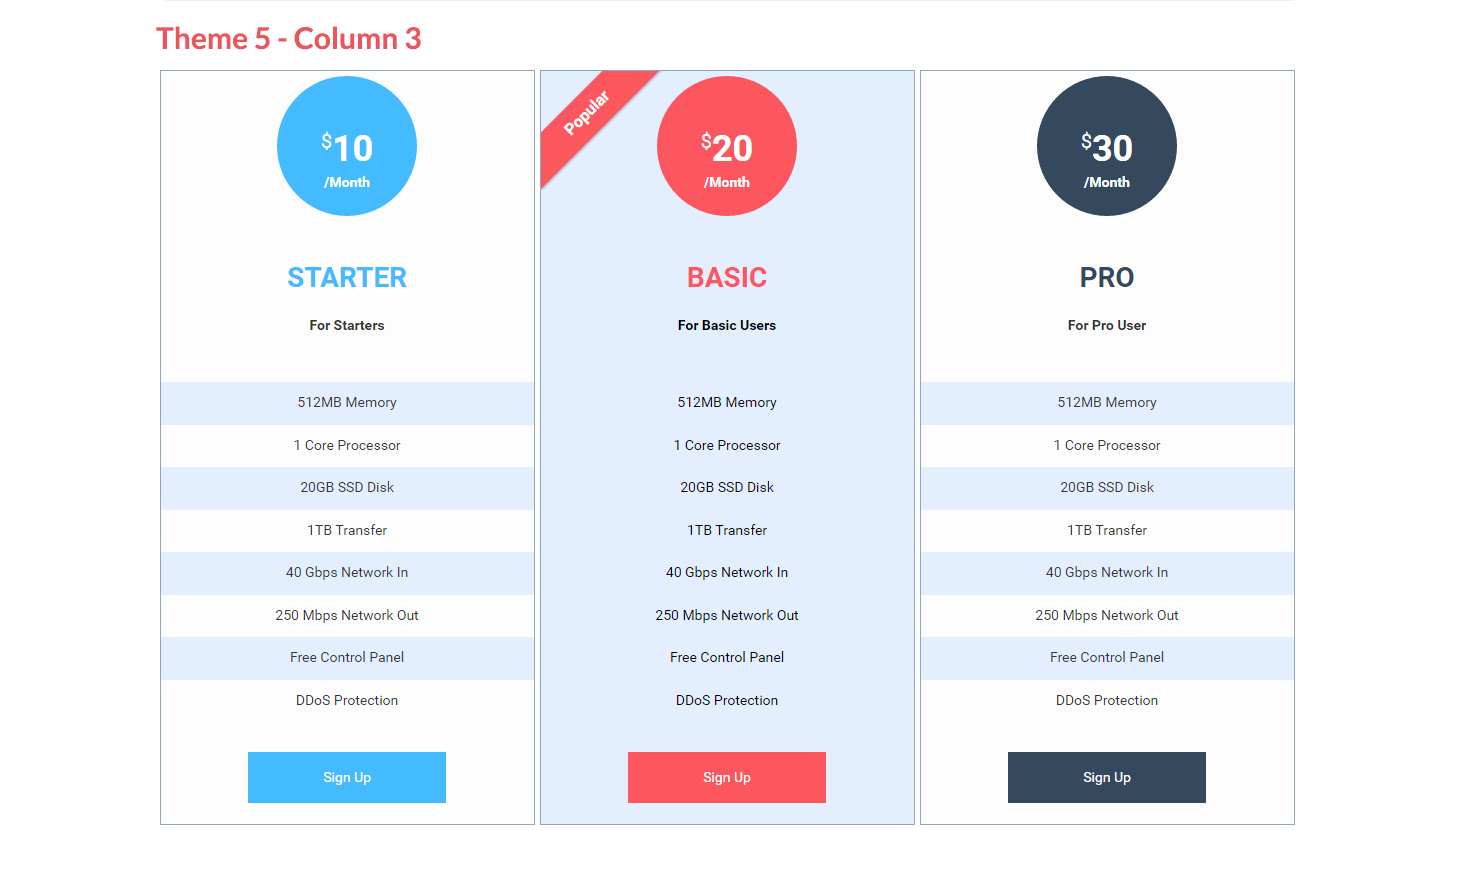 Theme 5 - Column 3
$10
/Month
STARTER
For Starters
512MB Memory
1 Core Processor
20GB SSD Disk
1TB Transfer
40 Gbps Network In
250 Mbps Network Out
Free Control Panel
DDoS Protection
Sign Up
Popular
$20
/Month
BASIC
For Basic Users
512MB Memory
1 Core Processor
20GB SSD Disk
1TB Transfer
40 Gbps Network In
250 Mbps Network Out
Free Control Panel
DDoS Protection
Sign Up
$30
/Month
PRO
For Pro User
512MB Memory
1 Core Processor
20GB SSD Disk
1TB Transfer
40 Gbps Network In
250 Mbps Network Out
Free Control Panel
DDoS Protection
Sign Up